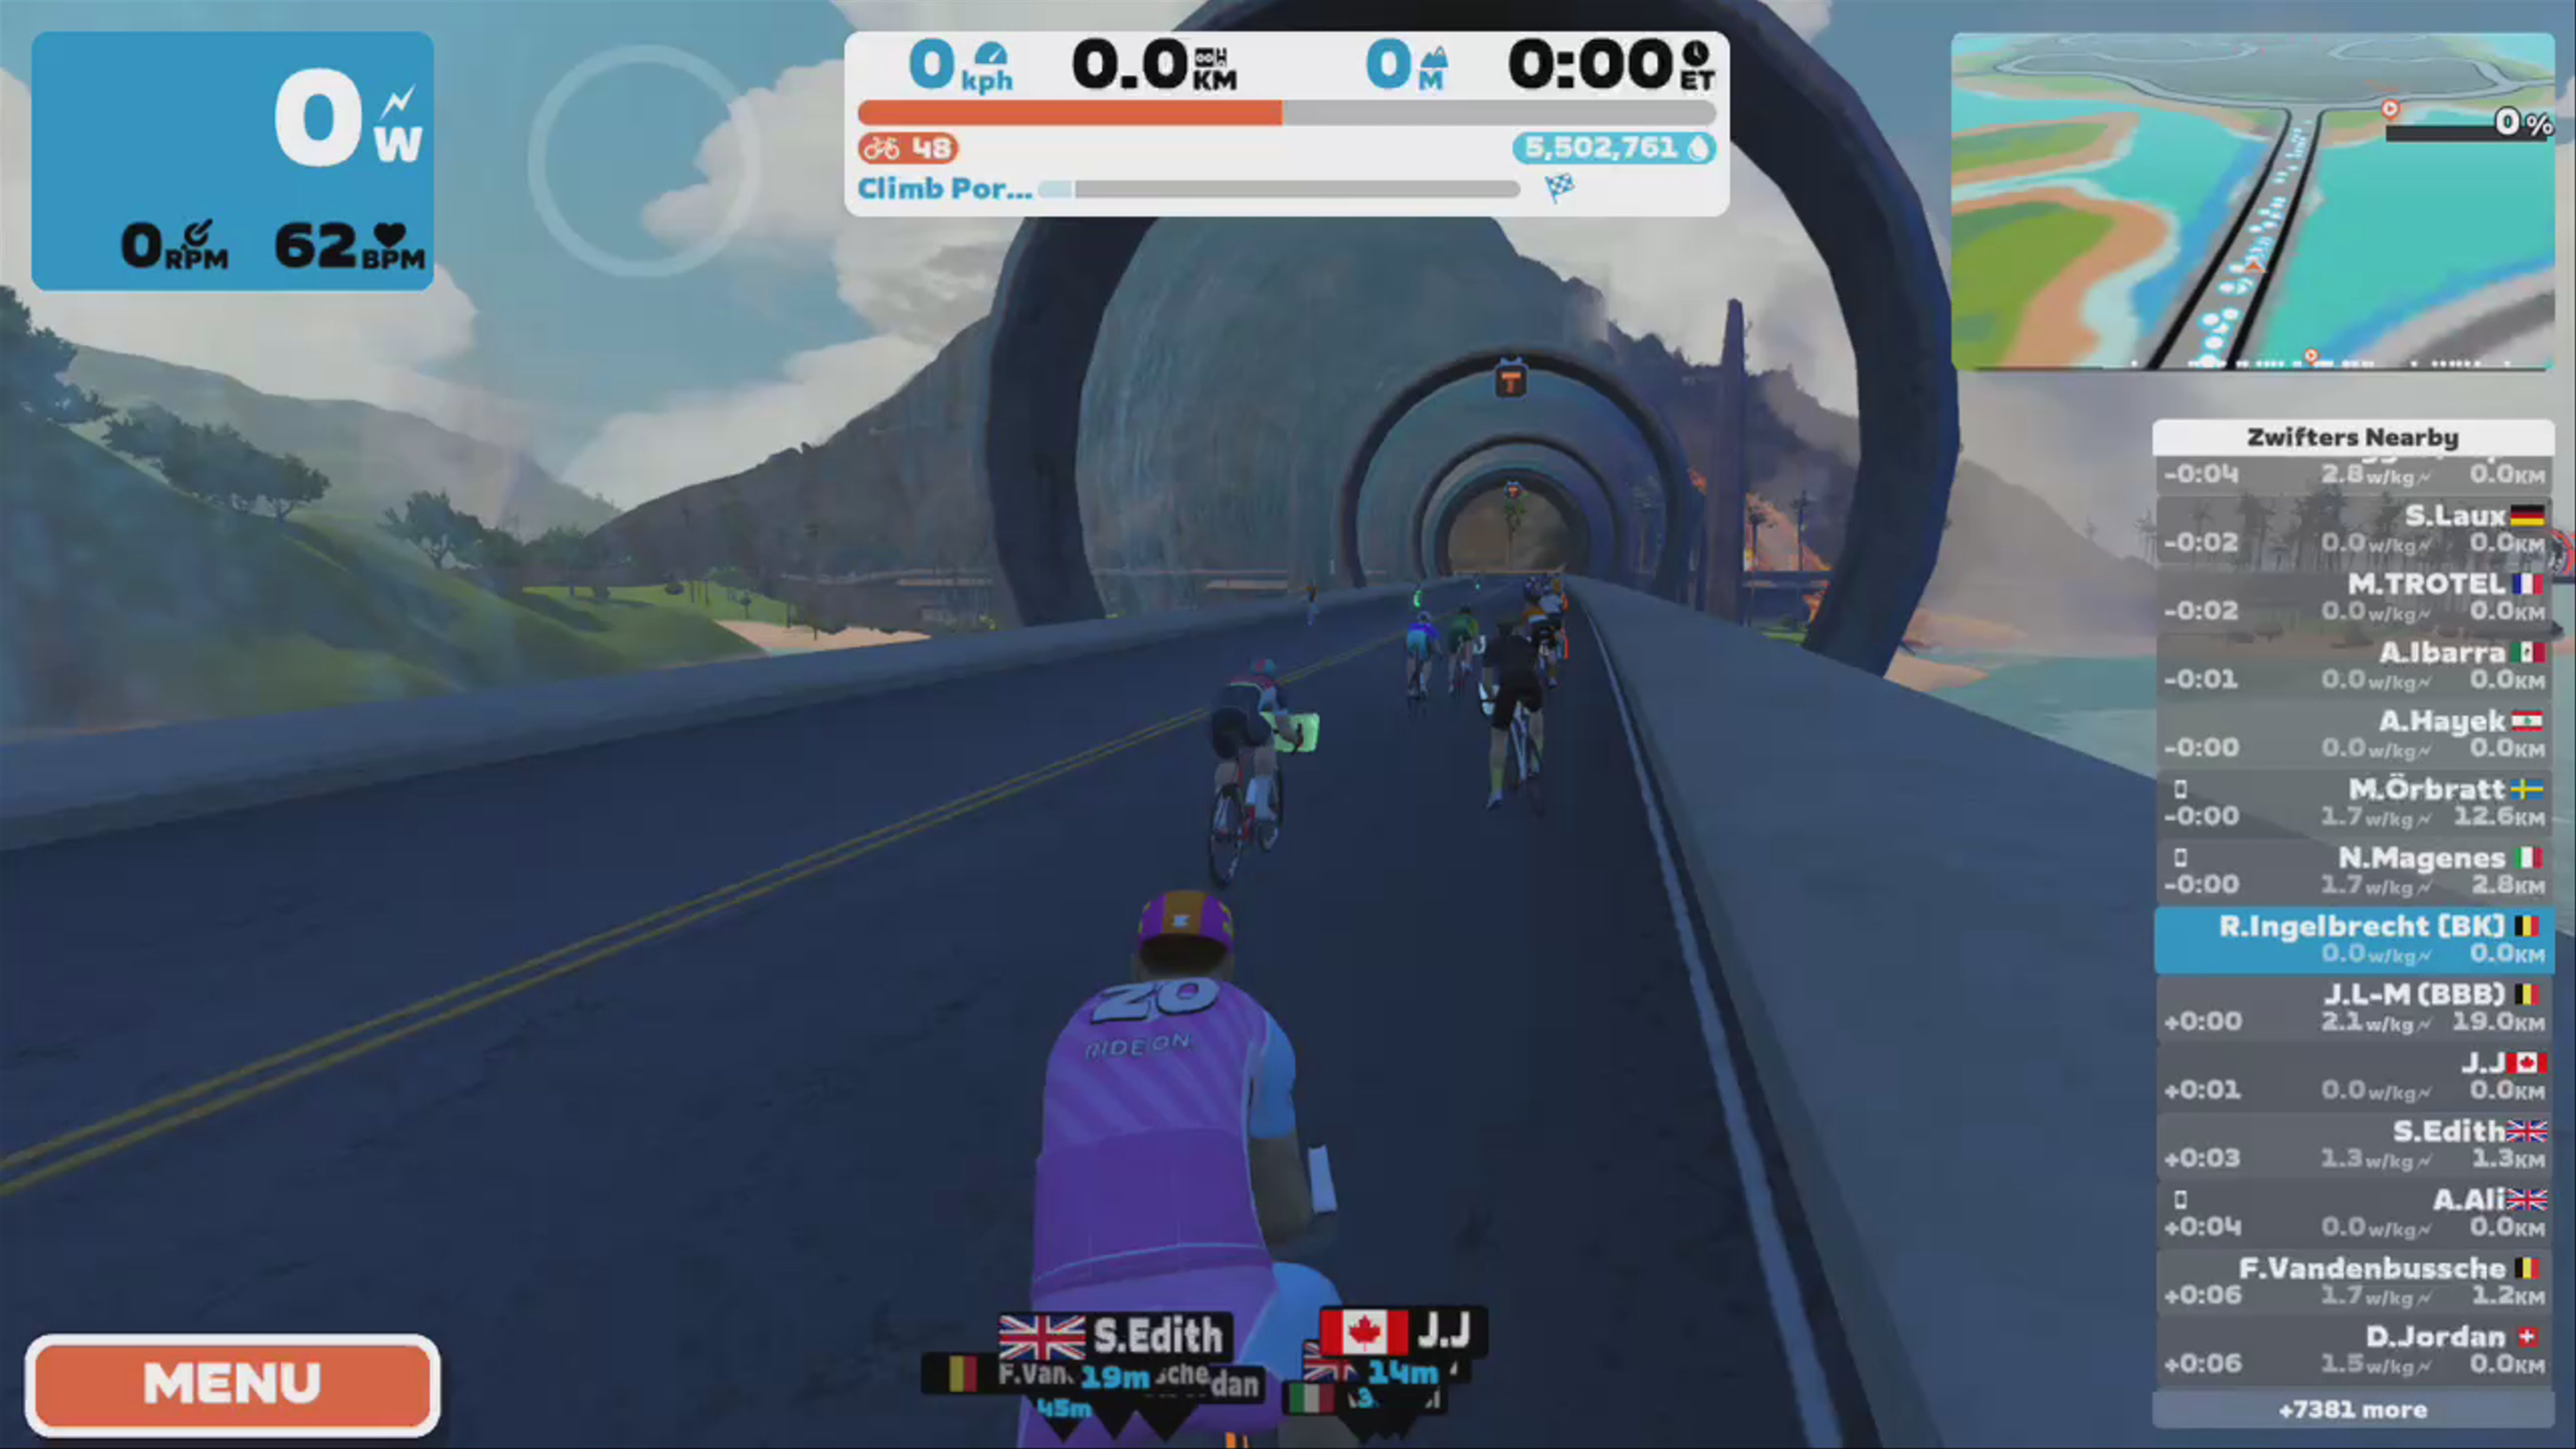 0 w
0 RPM 62 BPM
0 kph 0.0 KM 0 M 0:00 ET
48 5,502,761
Climb Por...
0 %
Zwifters Nearby
-0:04 2.8 w/kg 0.0 KM
S.Laux
-0:02 0.0 w/kg 0.0 KM
M.TROTEL
-0:02 0.0 w/kg 0.0 KM
A.Ibarra
-0:01 0.0 w/kg 0.0 KM
A.Hayek
-0:00 0.0 w/kg 0.0 KM
M.Örbratt
-0:00 1.7 w/kg 12.6 KM
N.Magenes
-0:00 1.7 w/kg 2.8 KM
R.Ingelbrecht (BK)
0.0 w/kg 0.0 KM
J.L-M (BBB)
+0:00 2.1 w/kg 19.0 KM
J.J
+0:01 0.0 w/kg 0.0 KM
S.Edith
+0:03 1.3 w/kg 1.3 KM
A.Ali
+0:04 0.0 w/kg 0.0 KM
F.Vandenbussche
+0:06 1.7 w/kg 1.2 KM
D.Jordan
+0:06 1.5 w/kg 0.0 KM
+7381 more
ZO
RIDE ON
S.Edith
J.J
19m
14m
45m
MENU